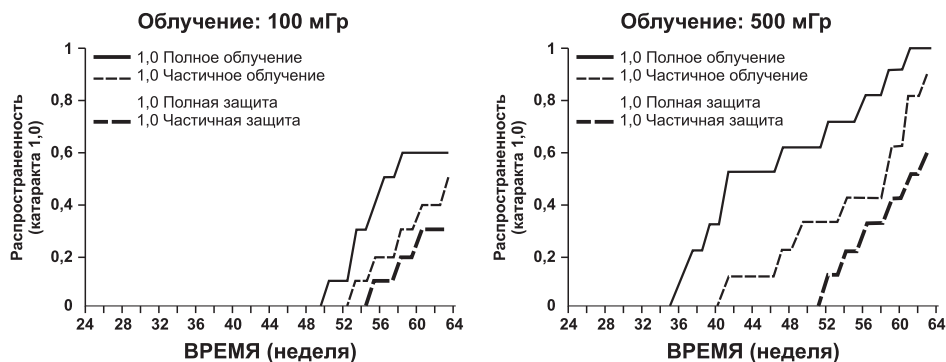 Облучение: 100 мГр
Распространенность
(катаракта 1,0)
1
0,8
0,6
0,4
0,2
0
1,0 Полное облучение
1,0 Частичное облучение
1,0 Полная защита
1,0 Частичная защита
24 28 32 36 40 44 48 52 56 60 64
ВРЕМЯ (неделя)
Облучение: 500 мГр
Распространенность
(катаракта 1,0)
1
0,8
0,6
0,4
0,2
0
1,0 Полное облучение
1,0 Частичное облучение
1,0 Полная защита
1,0 Частичная защита
24 28 32 36 40 44 48 52 56 60 64
ВРЕМЯ (неделя)